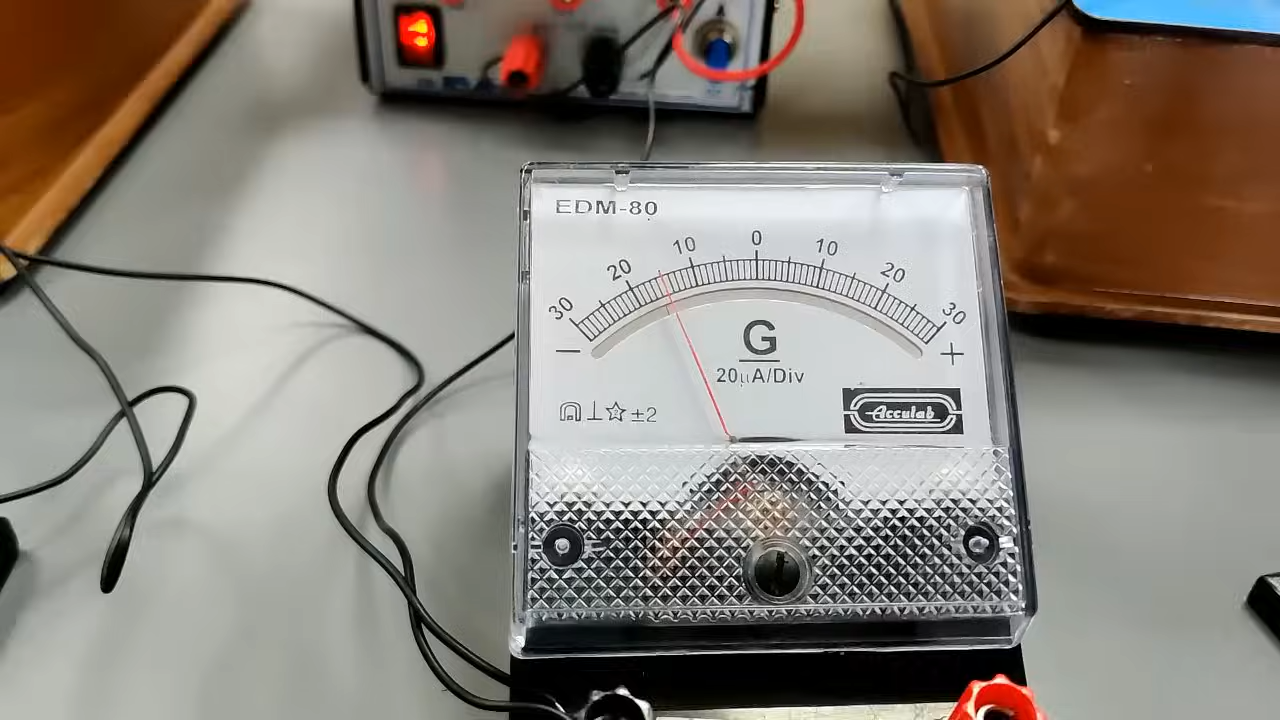 EDM-80
30 20 10 0 10 20 30
− +
G
20µA/Div
±2
Acculab